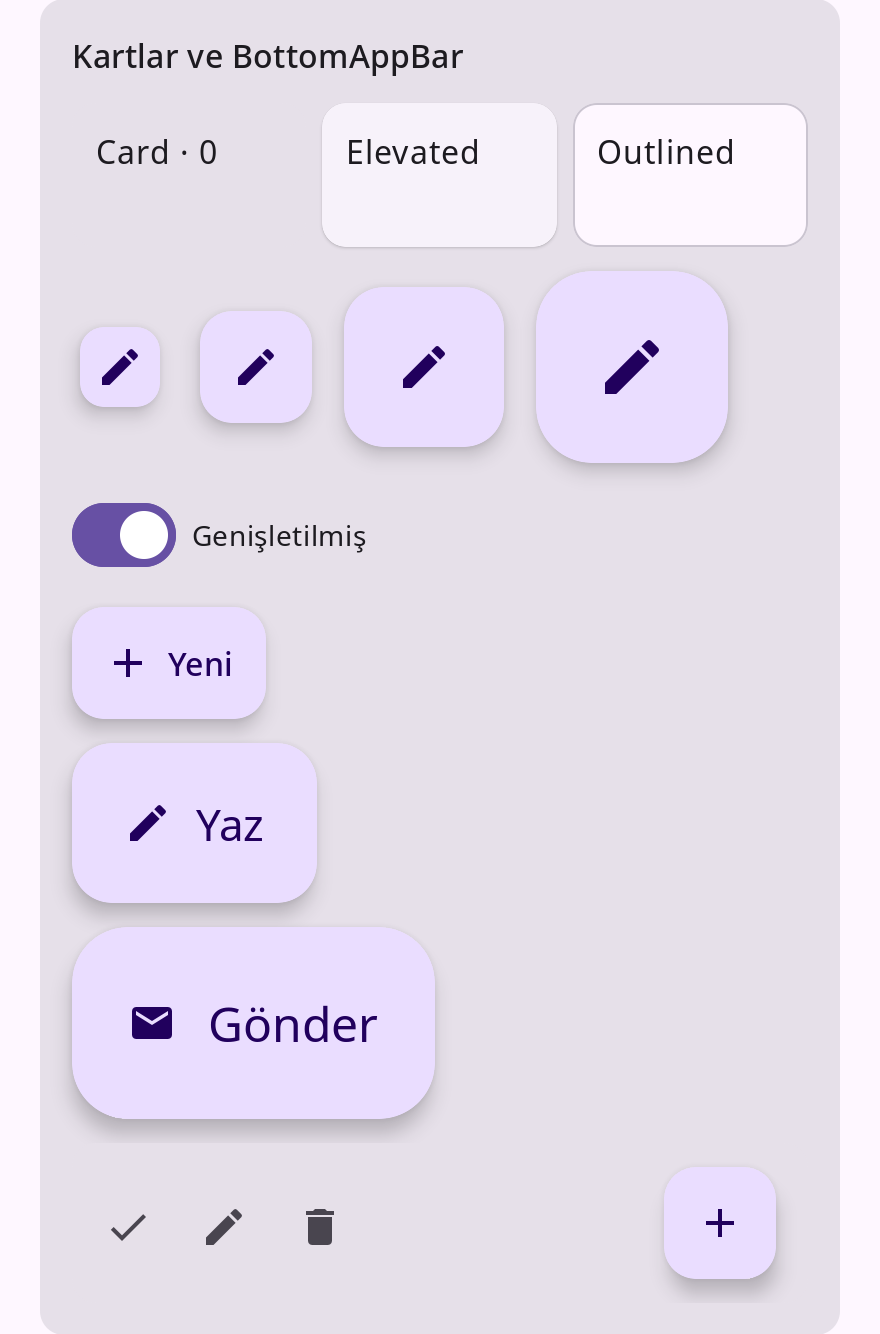 Kartlar ve BottomAppBar
Card · 0
Elevated
Outlined
Genişletilmiş
Yeni
Yaz
Gönder